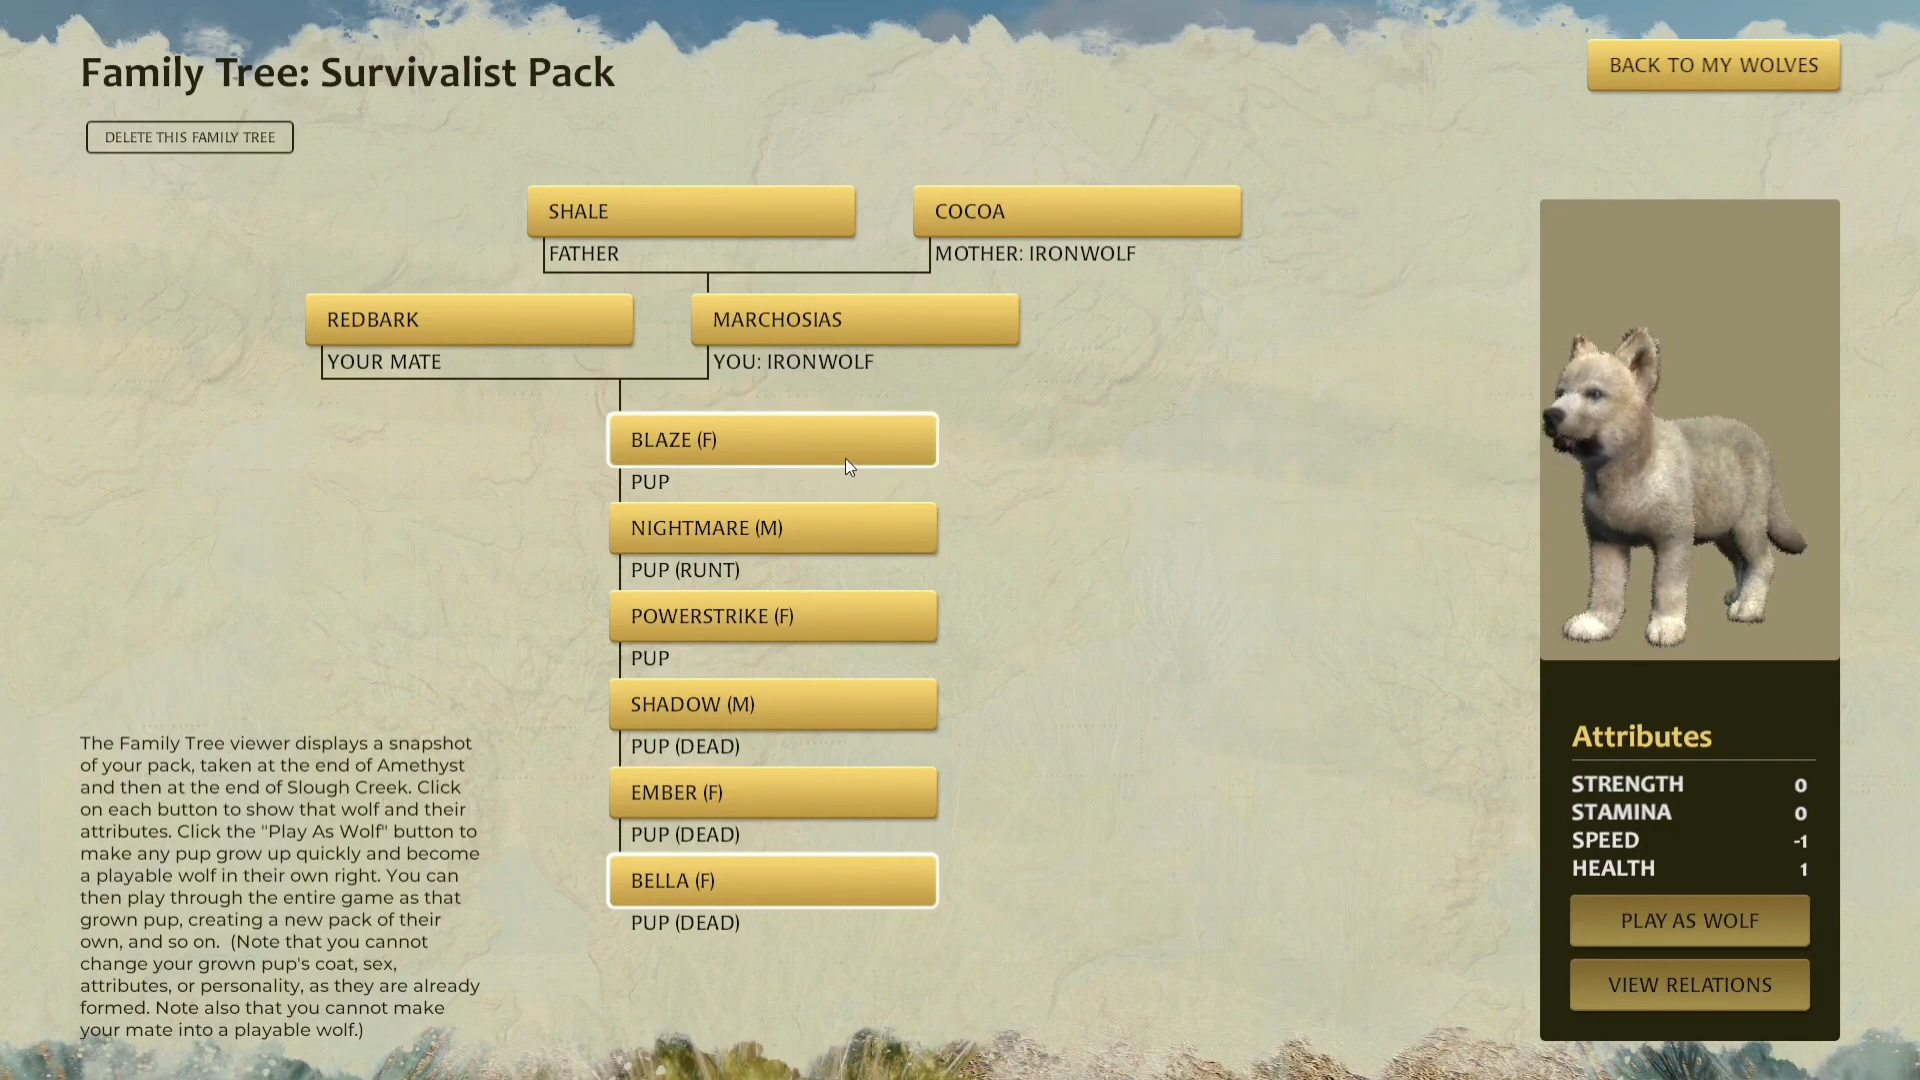 Family Tree: Survivalist Pack
BACK TO MY WOLVES
DELETE THIS FAMILY TREE
SHALE
COCOA
FATHER
MOTHER: IRONWOLF
REDBARK
MARCHOSIAS
YOUR MATE
YOU: IRONWOLF
BLAZE (F)
PUP
NIGHTMARE (M)
PUP (RUNT)
POWERSTRIKE (F)
PUP
SHADOW (M)
PUP (DEAD)
EMBER (F)
PUP (DEAD)
BELLA (F)
PUP (DEAD)
The Family Tree viewer displays a snapshot
of your pack, taken at the end of Amethyst
and then at the end of Slough Creek. Click
on each button to show that wolf and their
attributes. Click the "Play As Wolf" button to
make any pup grow up quickly and become
a playable wolf in their own right. You can
then play through the entire game as that
grown pup, creating a new pack of their
own, and so on.  (Note that you cannot
change your grown pup's coat, sex,
attributes, or personality, as they are already
formed. Note also that you cannot make
your mate into a playable wolf.)
Attributes
STRENGTH 0
STAMINA 0
SPEED -1
HEALTH 1
PLAY AS WOLF
VIEW RELATIONS